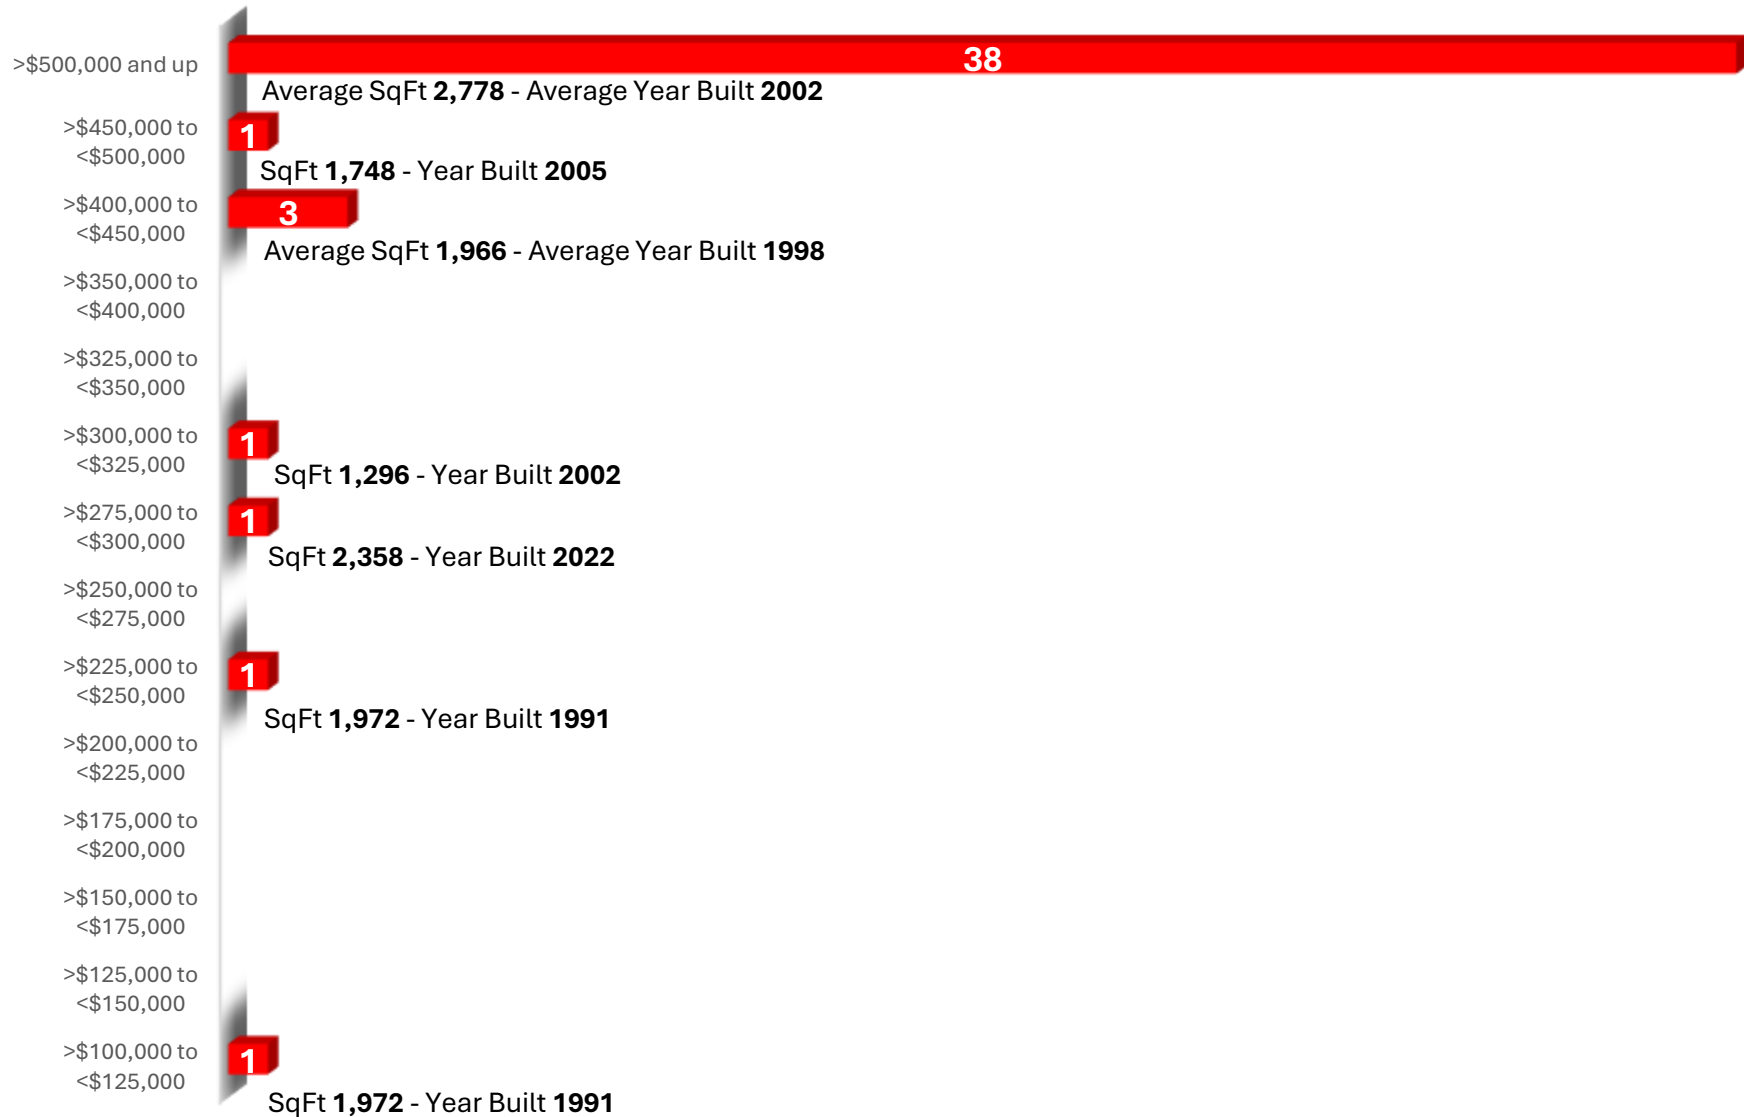 >$500,000 and up
38
Average SqFt 2,778 - Average Year Built 2002
>$450,000 to
<$500,000
1
SqFt 1,748 - Year Built 2005
>$400,000 to
<$450,000
3
Average SqFt 1,966 - Average Year Built 1998
>$350,000 to
<$400,000
>$325,000 to
<$350,000
>$300,000 to
<$325,000
1
SqFt 1,296 - Year Built 2002
>$275,000 to
<$300,000
1
SqFt 2,358 - Year Built 2022
>$250,000 to
<$275,000
>$225,000 to
<$250,000
1
SqFt 1,972 - Year Built 1991
>$200,000 to
<$225,000
>$175,000 to
<$200,000
>$150,000 to
<$175,000
>$125,000 to
<$150,000
>$100,000 to
<$125,000
1
SqFt 1,972 - Year Built 1991